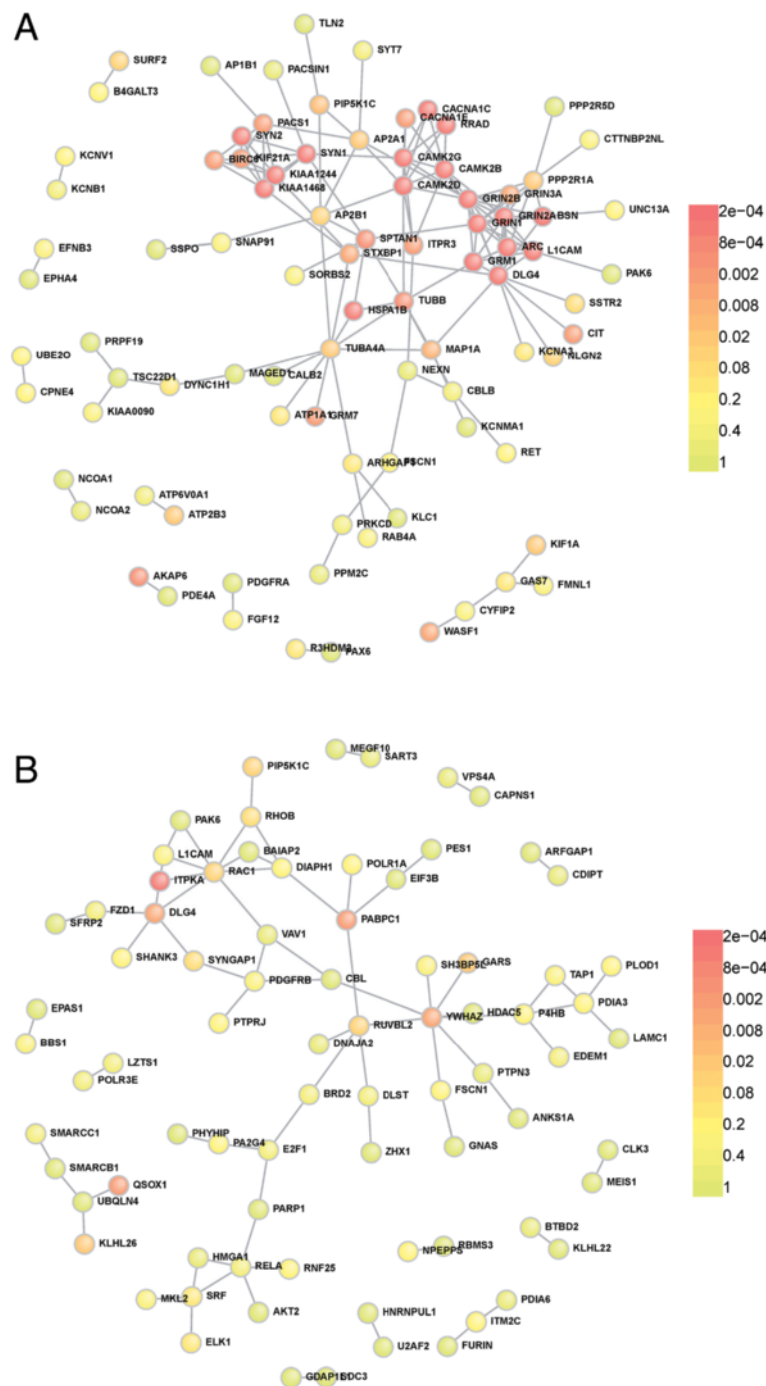 A
TLN2
SYT7
SURF2
AP1B1
PACSIN1
B4GALT3
PIP5K1C
CACNA1C
CACNA1E
PPP2R5D
PACS1
RRAD
SYN2
AP2A1
CTTNBP2NL
KCNV1
BIRC6
KIF21A
SYN1
CAMK2G
CAMK2B
PPP2R1A
KIAA1244
KCNB1
KIAA1468
CAMK2D
GRIN2B
GRIN3A
UNC13A
AP2B1
GRIN2A
BSN
GRIN1
EFNB3
SSPO
SNAP91
SPTAN1
ITPR3
ARC
L1CAM
STXBP1
GRM1
EPHA4
SORBS2
DLG4
PAK6
TUBB
SSTR2
HSPA1B
CIT
PRPF19
UBE2O
TUBA4A
MAP1A
KCNA3
NLGN2
TSC22D1
MAGED1
CALB2
NEXN
DYNC1H1
CBLB
CPNE4
KIAA0090
ATP1A1
GRM7
KCNMA1
RET
NCOA1
ARHGAP5
FSCN1
ATP6V0A1
NCOA2
ATP2B3
KLC1
PRKCD
RAB4A
KIF1A
AKAP6
PDGFRA
PPM2C
GAS7
FMNL1
PDE4A
FGF12
CYFIP2
WASF1
R3HDM2
PAX6
2e−04
8e−04
0.002
0.008
0.02
0.08
0.2
0.4
1
B
MEGF10
SART3
PIP5K1C
VPS4A
CAPNS1
PAK6
RHOB
L1CAM
BAIAP2
POLR1A
PES1
ARFGAP1
ITPKA
RAC1
DIAPH1
EIF3B
CDIPT
FZD1
DLG4
PABPC1
SFRP2
VAV1
SHANK3
SYNGAP1
SH3BP5L
GARS
PDGFRB
CBL
TAP1
PLOD1
EPAS1
PTPRJ
RUVBL2
YWHAZ
HDAC5
P4HB
PDIA3
BBS1
DNAJA2
LAMC1
LZTS1
EDEM1
POLR3E
PTPN3
BRD2
DLST
FSCN1
ANKS1A
SMARCC1
PHYHIP
PA2G4
E2F1
ZHX1
GNAS
CLK3
SMARCB1
QSOX1
MEIS1
UBQLN4
PARP1
BTBD2
KLHL26
NPEPPS
RBMS3
KLHL22
HMGA1
RELA
RNF25
MKL2
SRF
PDIA6
AKT2
HNRNPUL1
ITM2C
ELK1
U2AF2
FURIN
CDC3
2e−04
8e−04
0.002
0.008
0.02
0.08
0.2
0.4
1